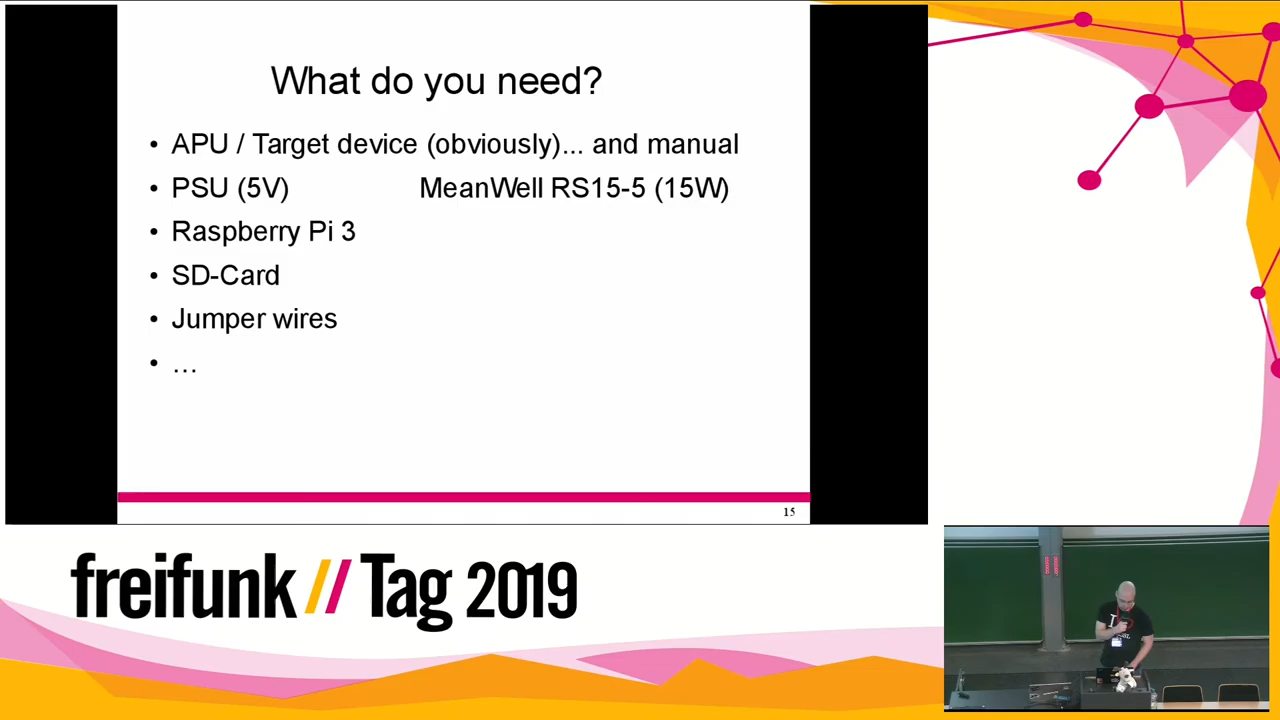 What do you need?
• APU / Target device (obviously)... and manual
• PSU (5V) MeanWell RS15-5 (15W)
• Raspberry Pi 3
• SD-Card
• Jumper wires
• …
15
freifunk // Tag 2019
I